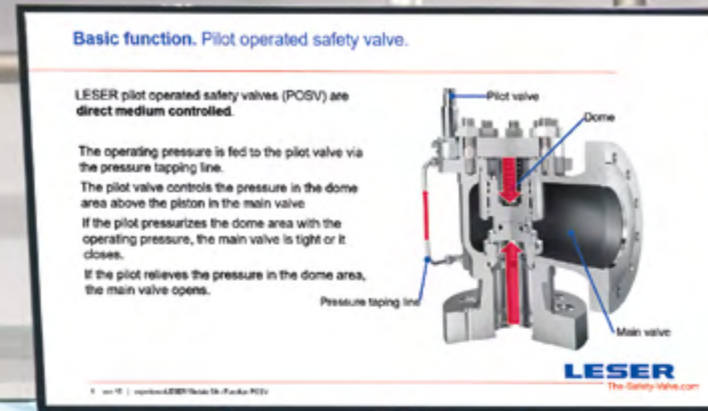 Basic function. Pilot operated safety valve.
LESER pilot operated safety valves (POSV) are
direct medium controlled.
The operating pressure is fed to the pilot valve via
the pressure tapping line.
The pilot valve controls the pressure in the dome
area above the piston in the main valve
If the pilot pressurizes the dome area with the
operating pressure, the main valve is tight or it
closes.
If the pilot relieves the pressure in the dome area,
the main valve opens.
Pilot valve
Dome
Pressure taping line
Main valve
LESER
The-Safety-Valve.com